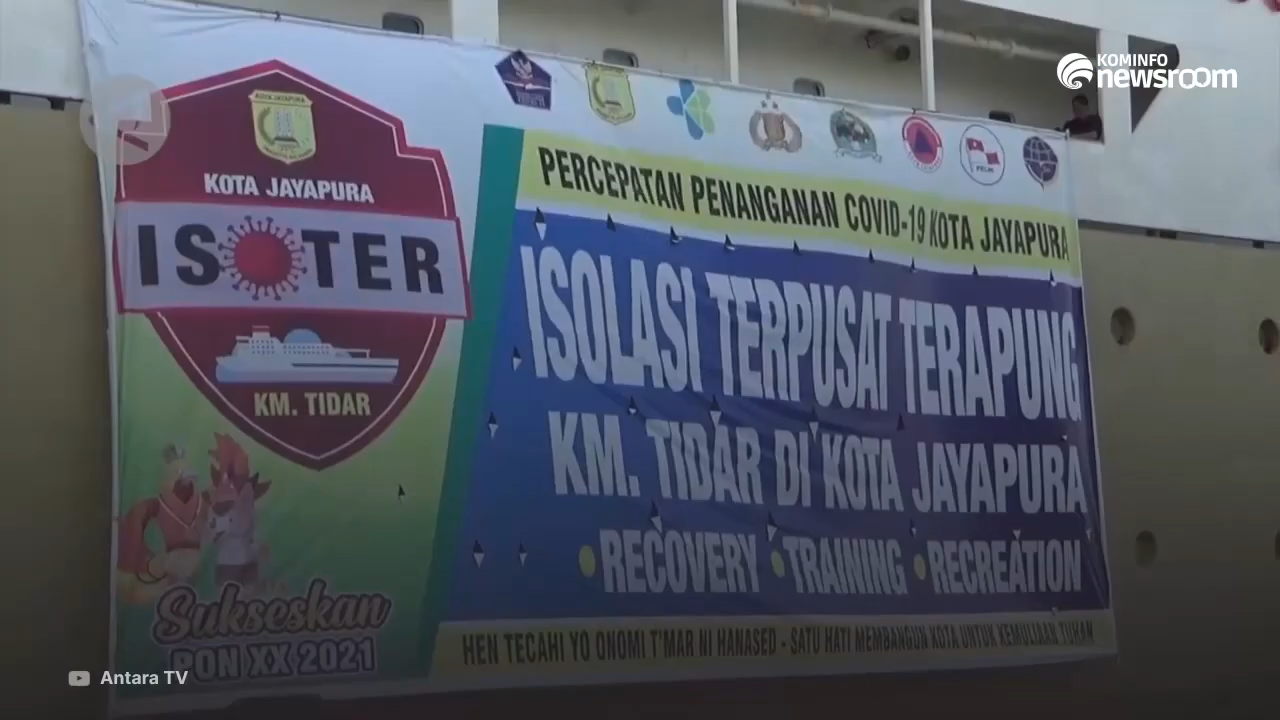 KOMINFO
newsroom
KOTA JAYAPURA
ISOTER
KM. TIDAR
Sukseskan
PON XX 2021
PELNI
PERCEPATAN PENANGANAN COVID-19 KOTA JAYAPURA
ISOLASI TERPUSAT TERAPUNG
KM. TIDAR DI KOTA JAYAPURA
RECOVERY • TRAINING • RECREATION
HEN TECAHI YO ONOMI T'MAR NI HANASED - SATU HATI MEMBANGUN KOTA UNTUK KEMULIAAN TUHAN
Antara TV